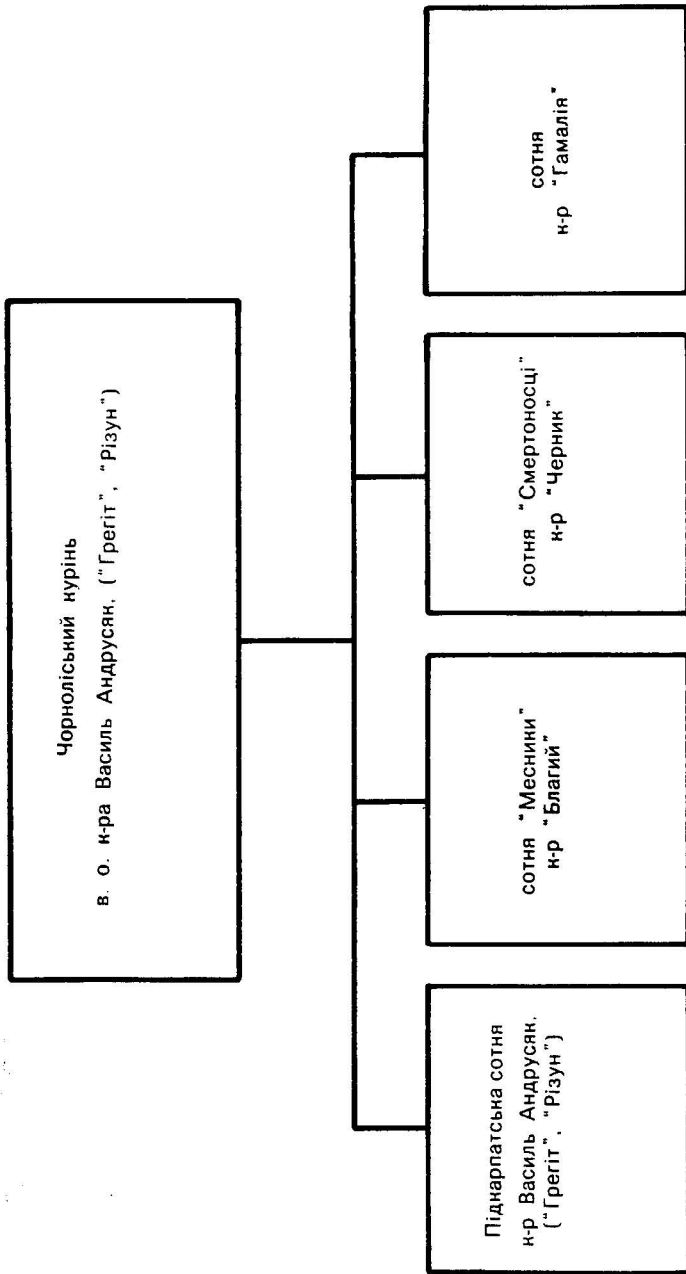 Чорноліський курінь
в. о. к-ра Василь Андрусяк, ("Грегіт", "Різун")
Підкарпатська сотня
к-р Василь Андрусяк.
("Грегіт", "Різун")
сотня "Месники"
к-р "Благий"
сотня "Смертоносці"
к-р "Черник"
сотня
к-р "Гамалія"